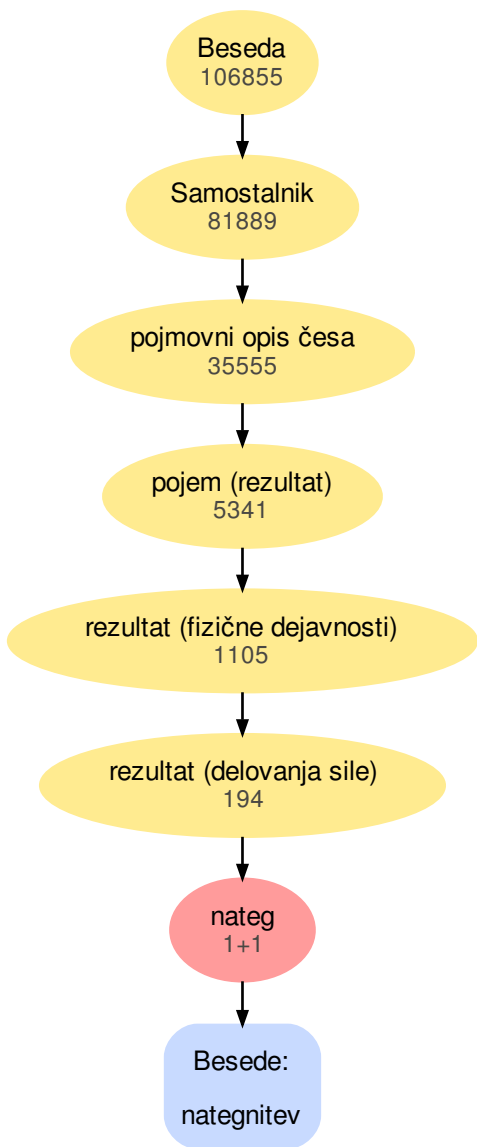 Beseda
106855
Samostalnik
81889
pojmovni opis česa
35555
pojem (rezultat)
5341
rezultat (fizične dejavnosti)
1105
rezultat (delovanja sile)
194
nateg
1+1
Besede:
nategnitev